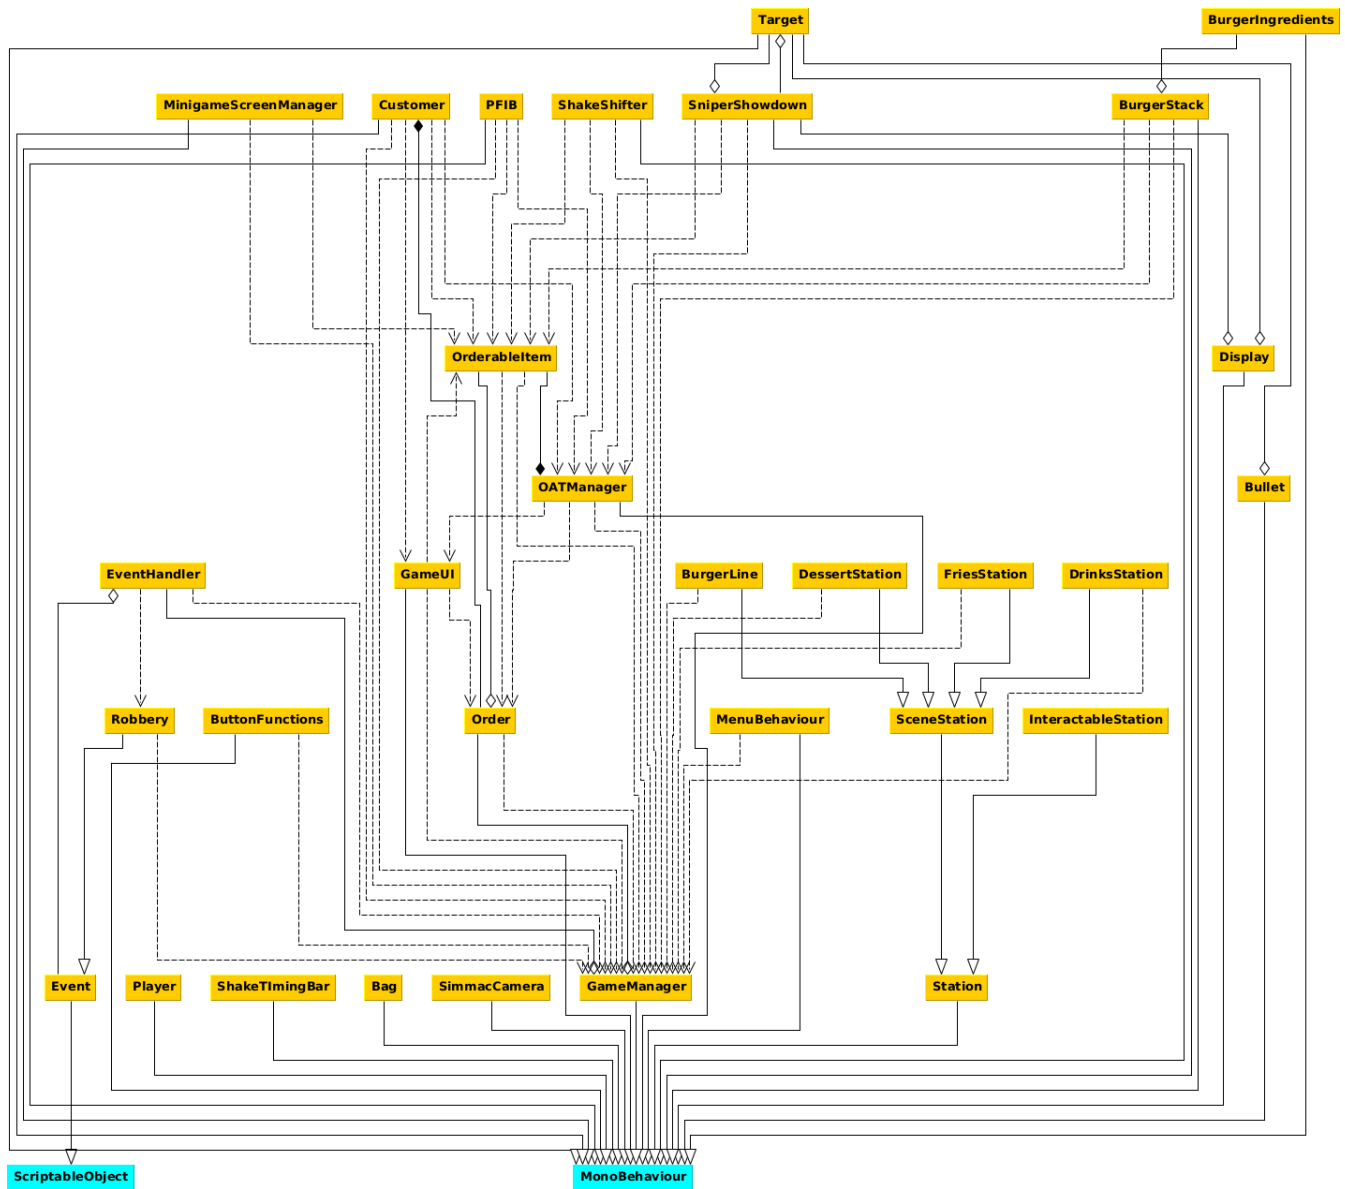 Target
BurgerIngredients
MinigameScreenManager
Customer
PFIB
ShakeShifter
SniperShowdown
BurgerStack
OrderableItem
Display
OATManager
Bullet
EventHandler
GameUI
BurgerLine
DessertStation
FriesStation
DrinksStation
Robbery
ButtonFunctions
Order
MenuBehaviour
SceneStation
InteractableStation
Event
Player
ShakeTImingBar
Bag
SimmacCamera
GameManager
Station
ScriptableObject
MonoBehaviour